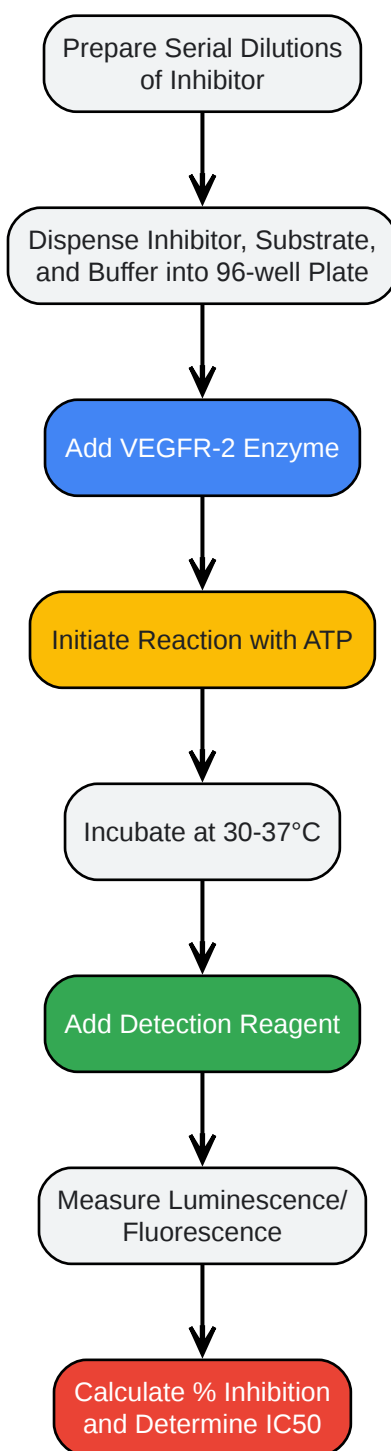 Prepare Serial Dilutions
of Inhibitor
Dispense Inhibitor, Substrate,
and Buffer into 96-well Plate
Add VEGFR-2 Enzyme
Initiate Reaction with ATP
Incubate at 30-37°C
Add Detection Reagent
Measure Luminescence/
Fluorescence
Calculate % Inhibition
and Determine IC50